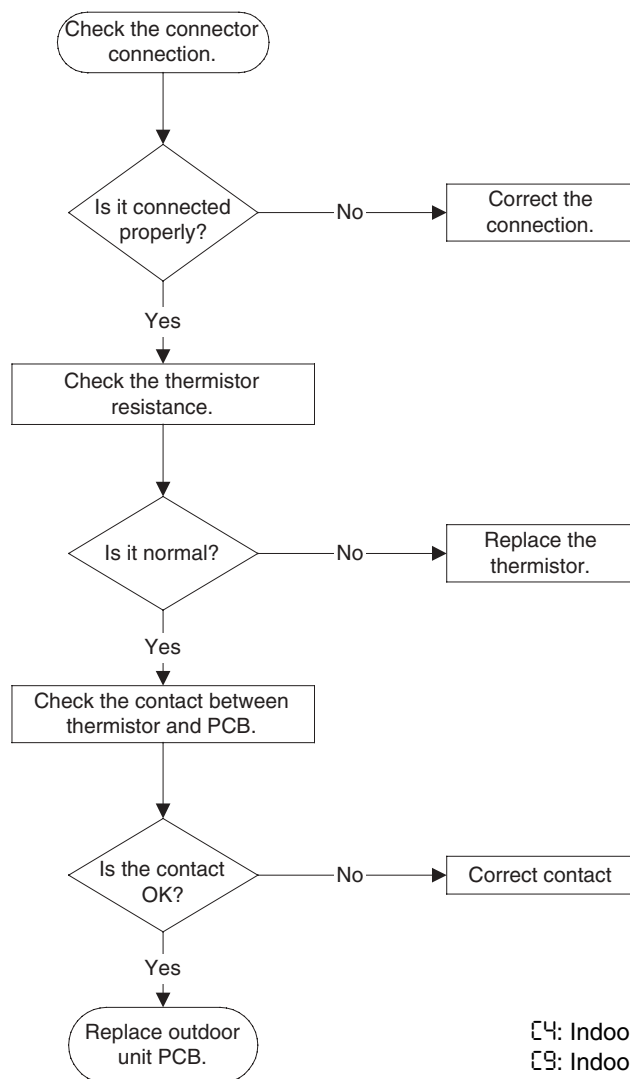 Check the connector
connection.
Is it connected
properly?
No
Correct the
connection.
Yes
Check the thermistor
resistance.
Is it normal?
No
Replace the
thermistor.
Yes
Check the contact between
thermistor and PCB.
Is the contact
OK?
No
Correct contact
Yes
Replace outdoor
unit PCB.
C4: Indoo
C9: Indoo